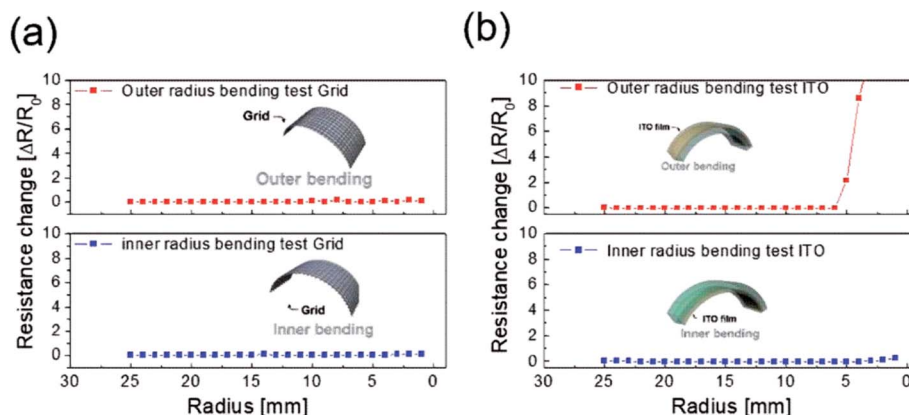 (a)
Resistance change [ΔR/R0]
10
8
6
4
2
0
Outer radius bending test Grid
Grid
Outer bending
10
8
6
4
2
0
inner radius bending test Grid
Grid
Inner bending
30 25 20 15 10 5 0
Radius [mm]
(b)
Resistance change [ΔR/R0]
10
8
6
4
2
0
Outer radius bending test ITO
ITO film
Outer bending
10
8
6
4
2
0
Inner radius bending test ITO
ITO film
Inner bending
30 25 20 15 10 5 0
Radius [mm]